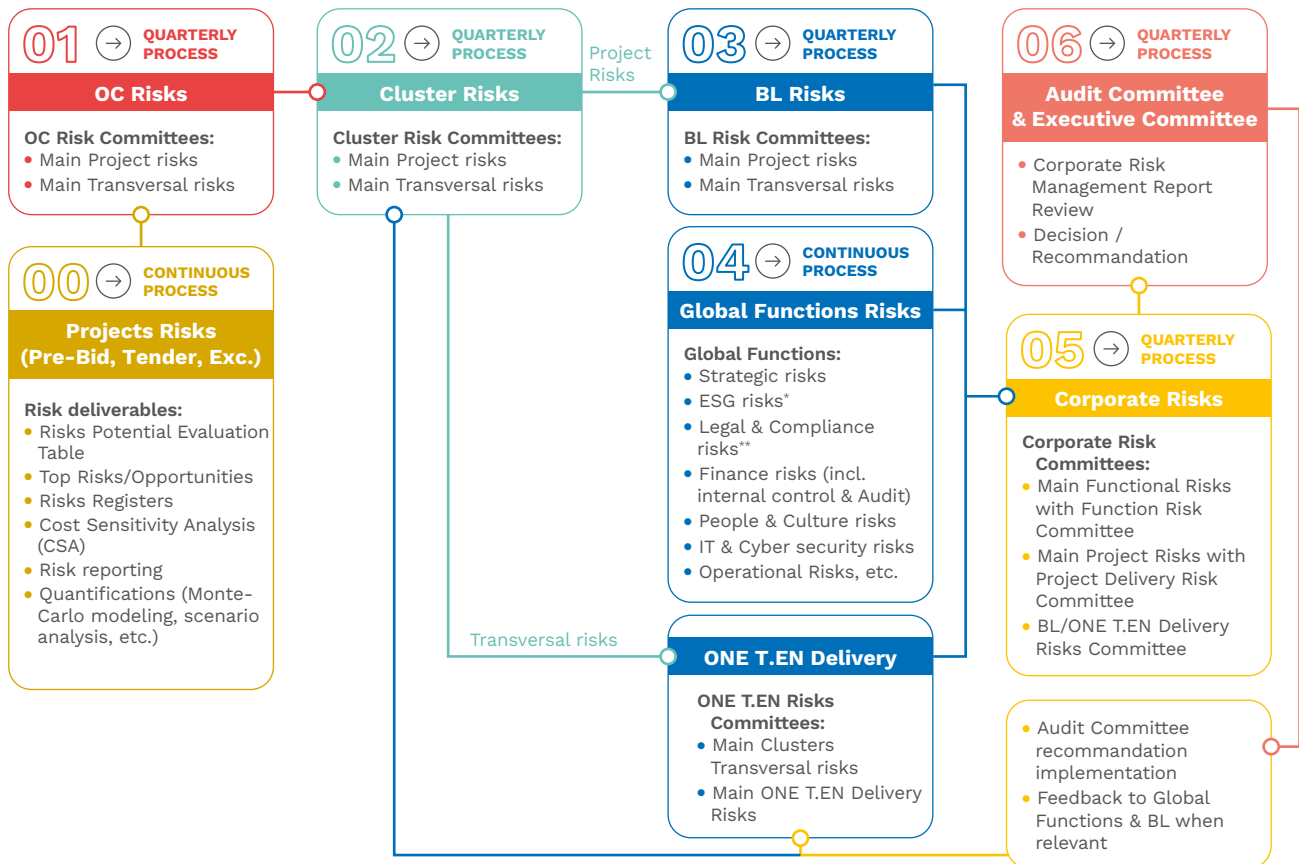 01
QUARTERLY
PROCESS
OC Risks
OC Risk Committees:
• Main Project risks
• Main Transversal risks
00
CONTINUOUS
PROCESS
Projects Risks
(Pre-Bid, Tender, Exc.)
Risk deliverables:
• Risks Potential Evaluation
Table
• Top Risks/Opportunities
• Risks Registers
• Cost Sensitivity Analysis
(CSA)
• Risk reporting
• Quantifications (Monte-
Carlo modeling, scenario
analysis, etc.)
02
QUARTERLY
PROCESS
Cluster Risks
Cluster Risk Committees:
• Main Project risks
• Main Transversal risks
Project
Risks
Transversal risks
03
QUARTERLY
PROCESS
BL Risks
BL Risk Committees:
• Main Project risks
• Main Transversal risks
04
CONTINUOUS
PROCESS
Global Functions Risks
Global Functions:
• Strategic risks
• ESG risks*
• Legal & Compliance
risks**
• Finance risks (incl.
internal control & Audit)
• People & Culture risks
• IT & Cyber security risks
• Operational Risks, etc.
ONE T.EN Delivery
ONE T.EN Risks
Committees:
• Main Clusters
Transversal risks
• Main ONE T.EN Delivery
Risks
06
QUARTERLY
PROCESS
Audit Committee
& Executive Committee
• Corporate Risk
Management Report
Review
• Decision /
Recommandation
05
QUARTERLY
PROCESS
Corporate Risks
Corporate Risk
Committees:
• Main Functional Risks
with Function Risk
Committee
• Main Project Risks with
Project Delivery Risk
Committee
• BL/ONE T.EN Delivery
Risks Committee
• Audit Committee
recommandation
implementation
• Feedback to Global
Functions & BL when
relevant